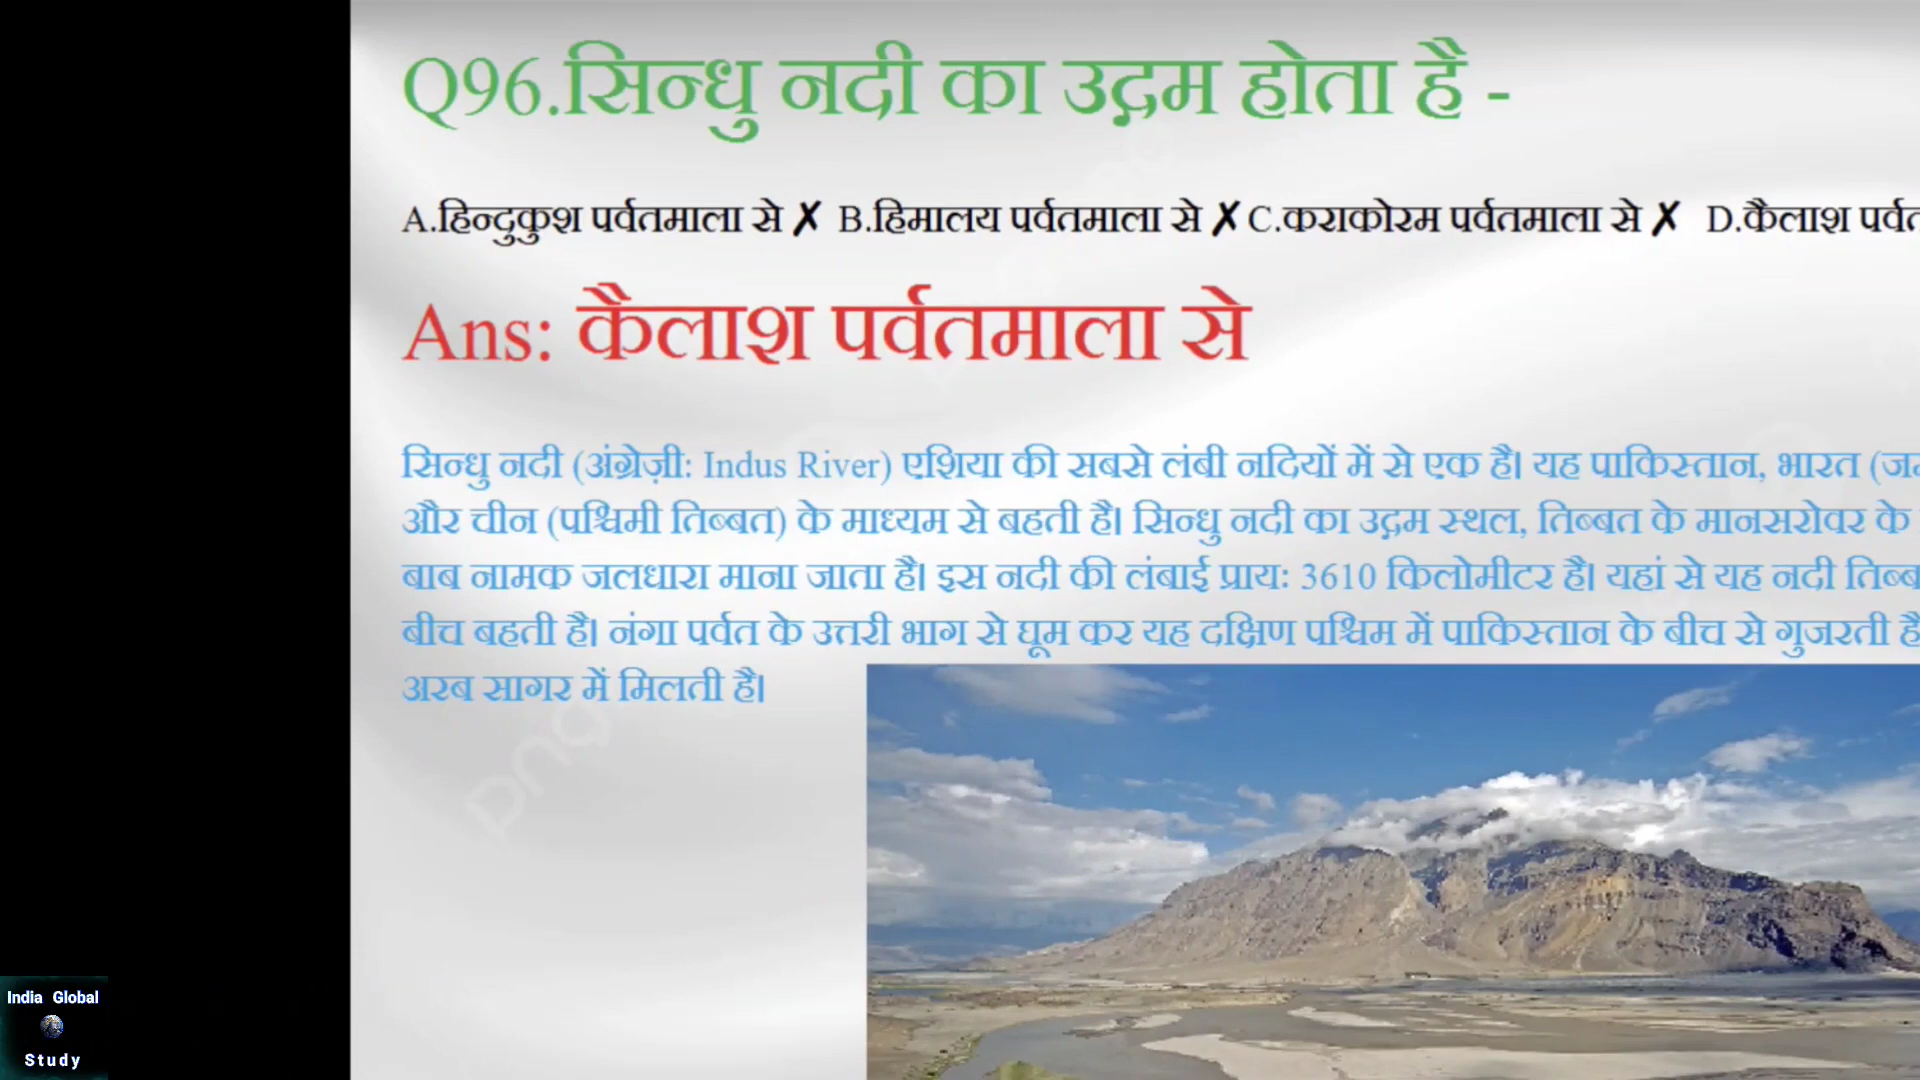 Q96.सिन्धु नदी का उद्गम होता है -
A.हिन्दुकुश पर्वतमाला से ✗ B.हिमालय पर्वतमाला से ✗ C.काराकोरम पर्वतमाला से ✗ D.कैलाश
Ans: कैलाश पर्वतमाला से
सिन्धु नदी (अंग्रेज़ी: Indus River) एशिया की सबसे लंबी नदियों में से एक है। यह पाकिस्तान, भारत
और चीन (पश्चिमी तिब्बत) के माध्यम से बहती है। सिन्धु नदी का उद्गम स्थल, तिब्बत के मानसरोवर के
बाब नामक जलधारा माना जाता है। इस नदी की लंबाई प्रायः 3610 किलोमीटर है। यहां से यह नदी
बीच बहती है। नंगा पर्वत के उत्तरी भाग से घूम कर यह दक्षिण पश्चिम में पाकिस्तान के बीच से गुजरती है
अरब सागर में मिलती है।
India Global
Study